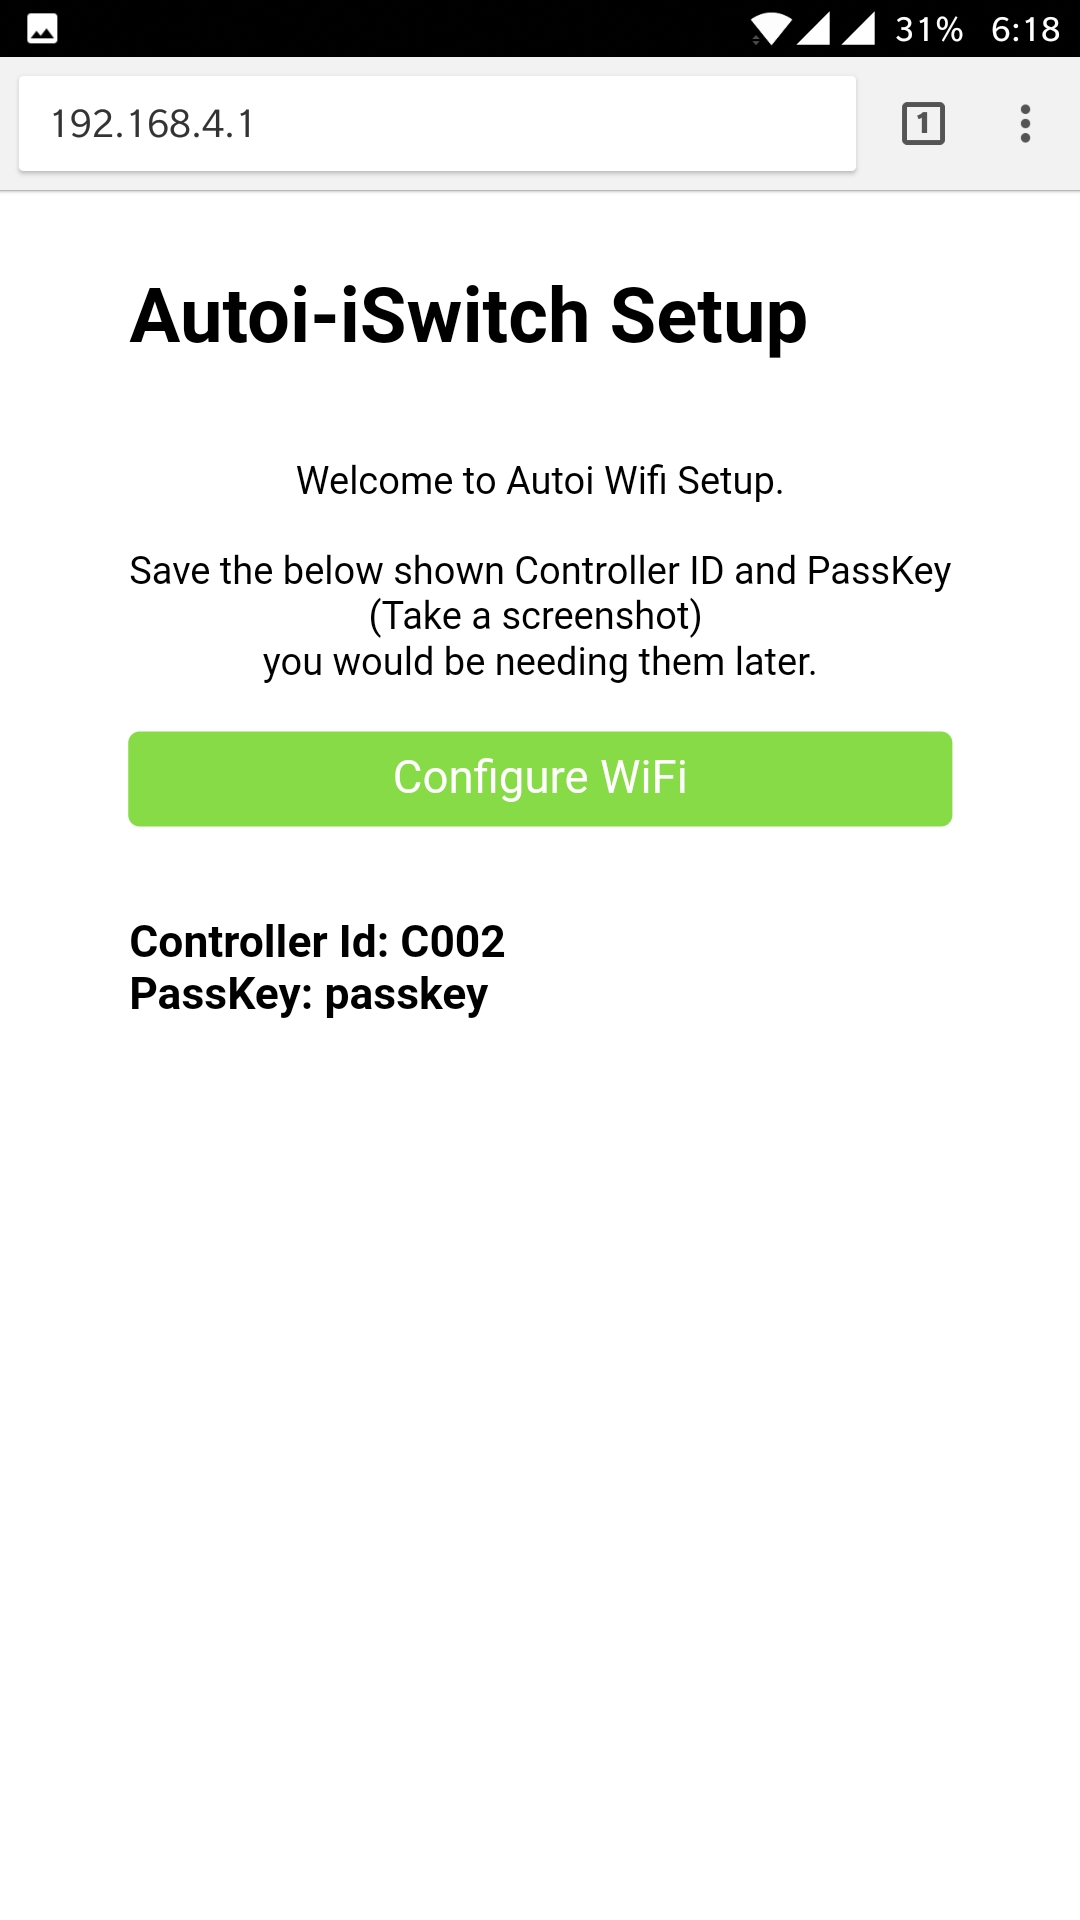 31% 6:18
192.168.4.1
1
Autoi-iSwitch Setup
Welcome to Autoi Wifi Setup.
Save the below shown Controller ID and PassKey
(Take a screenshot)
you would be needing them later.
Configure WiFi
Controller Id: C002
PassKey: passkey